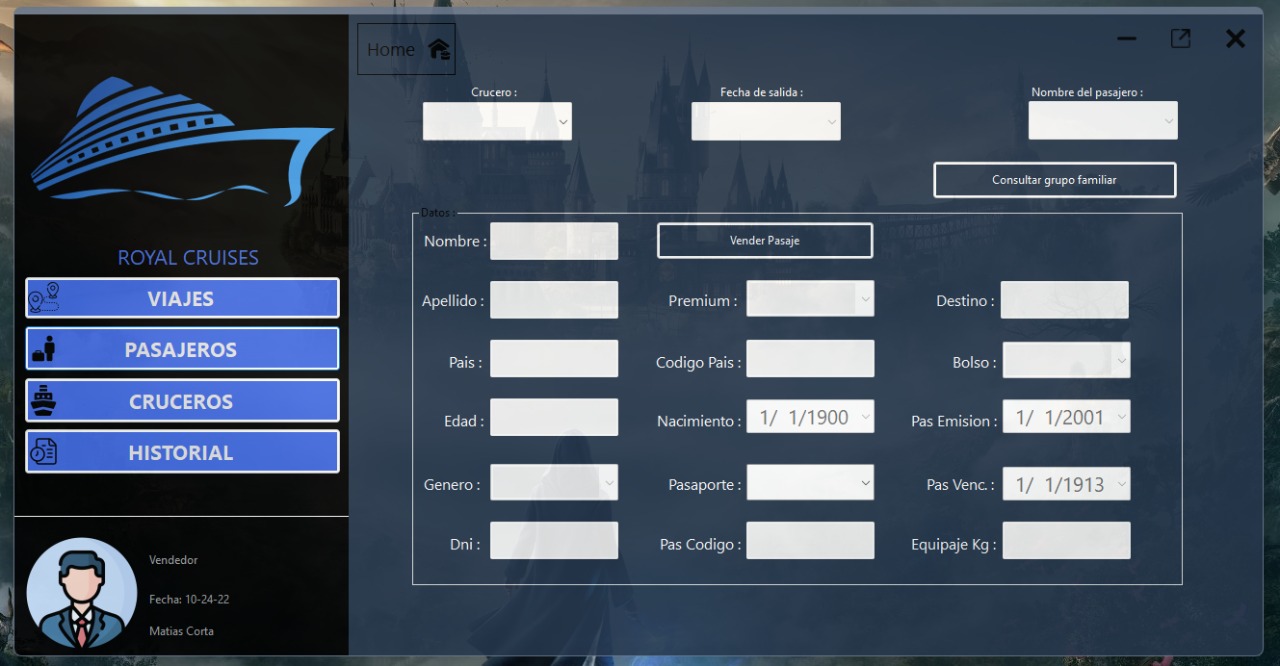 Home
Crucero :
Fecha de salida :
Nombre del pasajero :
Consultar grupo familiar
ROYAL CRUISES
VIAJES
PASAJEROS
CRUCEROS
HISTORIAL
Vendedor
Fecha: 10-24-22
Matias Corta
Datos :
Nombre :
Vender Pasaje
Apellido :
Premium :
Destino :
Pais :
Codigo Pais :
Bolso :
Edad :
Nacimiento : 1/ 1/1900
Pas Emision : 1/ 1/2001
Genero :
Pasaporte :
Pas Venc. : 1/ 1/1913
Dni :
Pas Codigo :
Equipaje Kg :